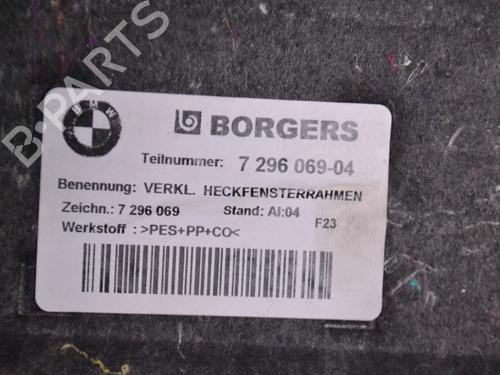 B-PARTS
BMW
BORGERS
Teilnummer: 7 296 069-04
Benennung: VERKL. HECKFENSTERRAHMEN
Zeichn.: 7 296 069 Stand: AI:04 F23
Werkstoff : >PES+PP+CO<